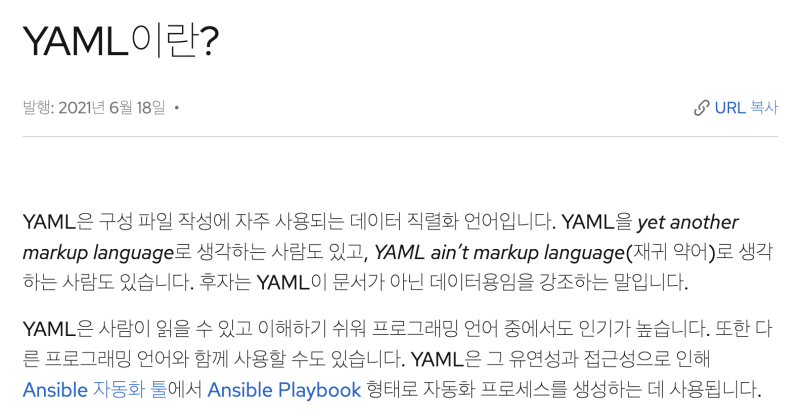 YAML이란?
발행: 2021년 6월 18일 •
URL 복사
YAML은 구성 파일 작성에 자주 사용되는 데이터 직렬화 언어입니다. YAML을 yet another
markup language로 생각하는 사람도 있고, YAML ain’t markup language(재귀 약어)로 생각
하는 사람도 있습니다. 후자는 YAML이 문서가 아닌 데이터용임을 강조하는 말입니다.
YAML은 사람이 읽을 수 있고 이해하기 쉬워 프로그래밍 언어 중에서도 인기가 높습니다. 또한 다
른 프로그래밍 언어와 함께 사용할 수도 있습니다. YAML은 그 유연성과 접근성으로 인해
Ansible 자동화 툴에서 Ansible Playbook 형태로 자동화 프로세스를 생성하는 데 사용됩니다.